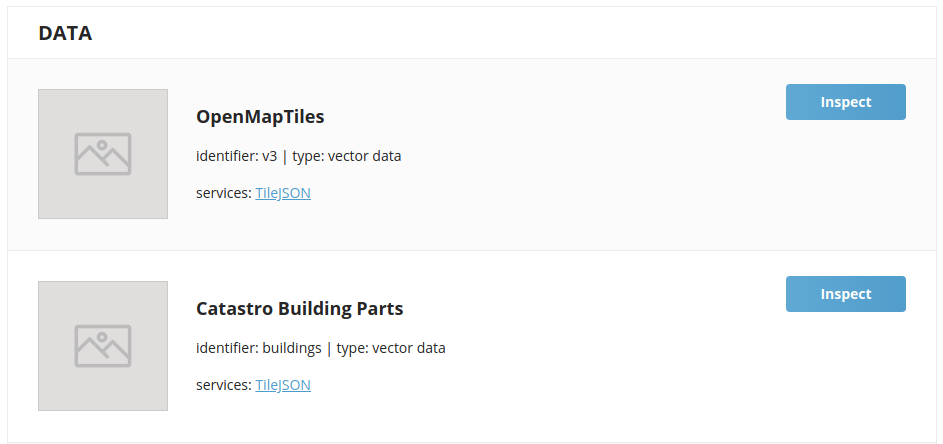 DATA
OpenMapTiles
Inspect
identifier: v3 | type: vector data
services: TileJSON
Catastro Building Parts
Inspect
identifier: buildings | type: vector data
services: TileJSON